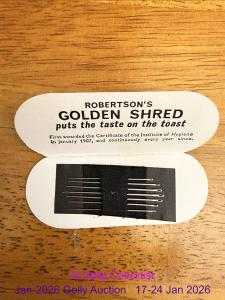 ROBERTSON'S
GOLDEN SHRED
puts the taste on the toast
First awarded the Certificate of the Institute of Hygiene
in January 1907, and continuously every year since.
© Golly Checklist
Jan-2026 Golly Auction 17-24 Jan 2026